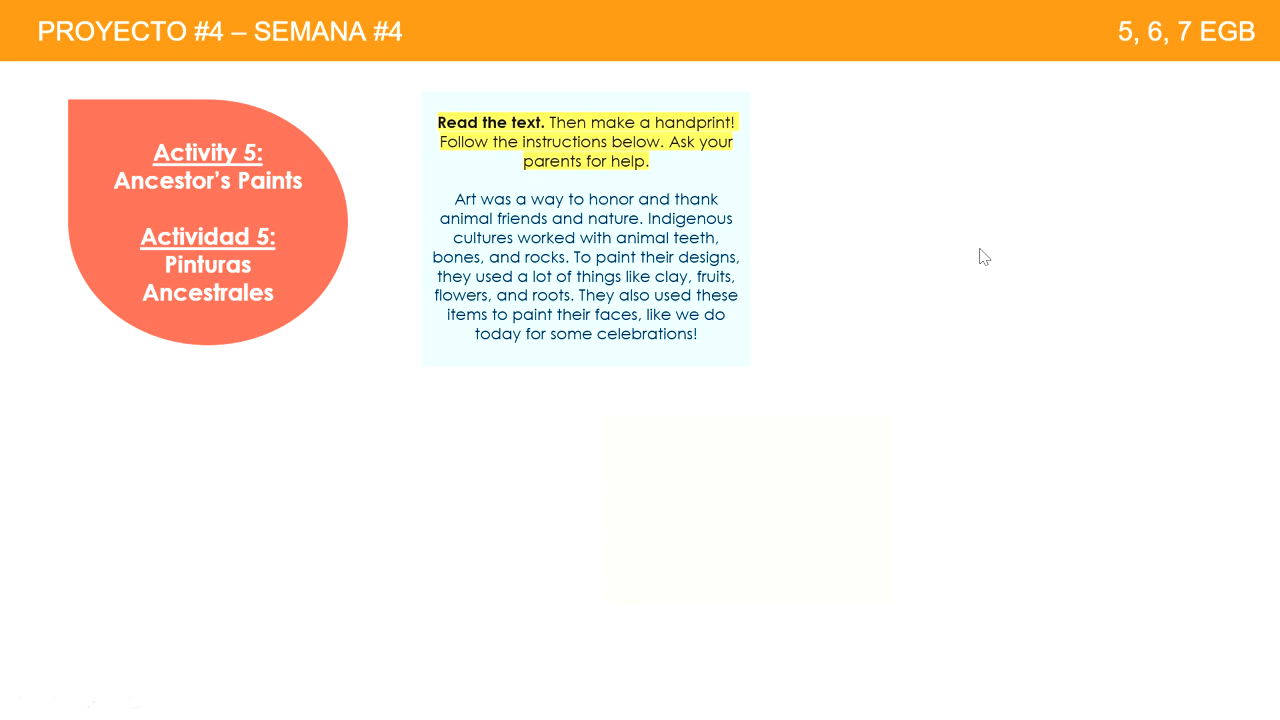 PROYECTO #4 – SEMANA #4
5, 6, 7 EGB
Activity 5:
Ancestor’s Paints
Actividad 5:
Pinturas
Ancestrales
Read the text. Then make a handprint!
Follow the instructions below. Ask your
parents for help.
Art was a way to honor and thank
animal friends and nature. Indigenous
cultures worked with animal teeth,
bones, and rocks. To paint their designs,
they used a lot of things like clay, fruits,
flowers, and roots. They also used these
items to paint their faces, like we do
today for some celebrations!